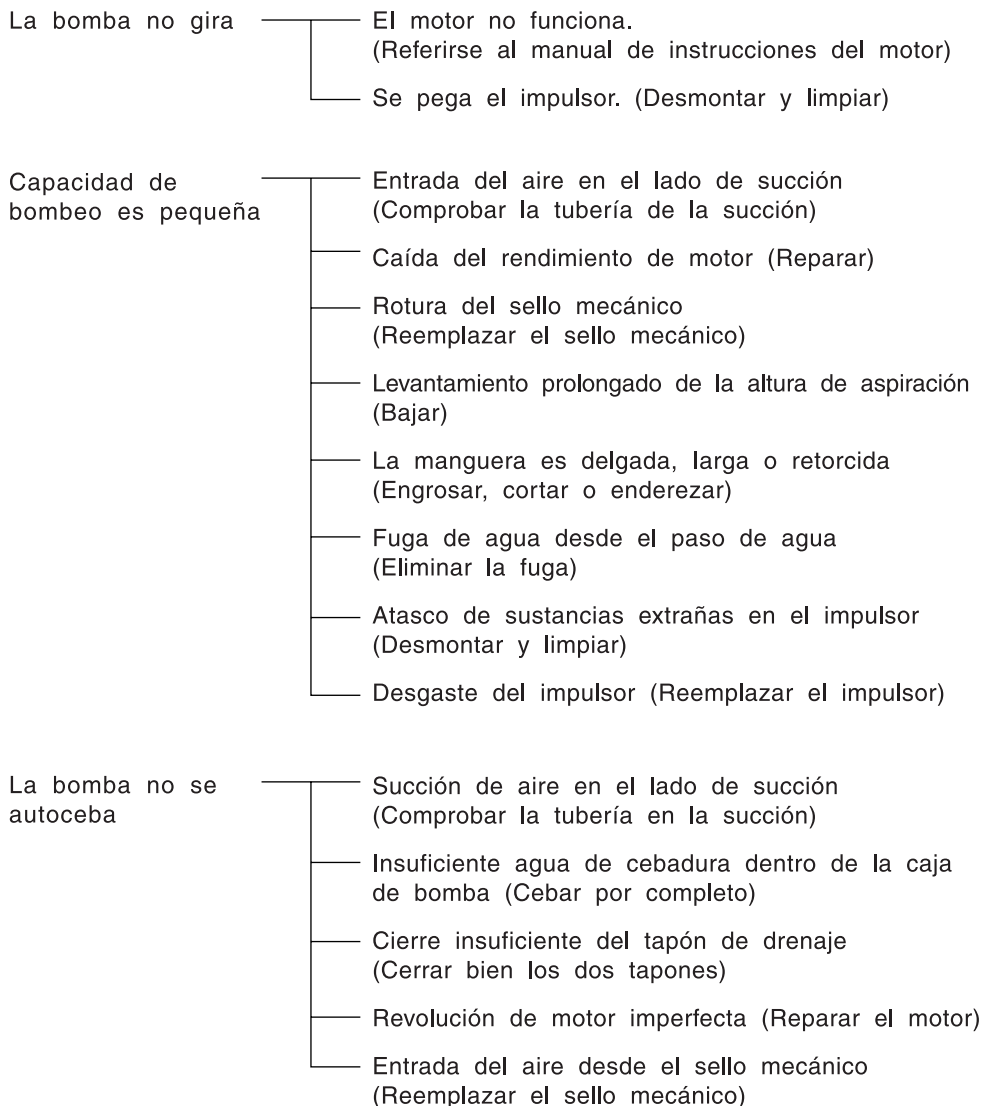 La bomba no gira
El motor no funciona.
(Referirse al manual de instrucciones del motor)
Se pega el impulsor. (Desmontar y limpiar)
Capacidad de
bombeo es pequeña
Entrada del aire en el lado de succión
(Comprobar la tubería de la succión)
Caída del rendimiento de motor (Reparar)
Rotura del sello mecánico
(Reemplazar el sello mecánico)
Levantamiento prolongado de la altura de aspiración
(Bajar)
La manguera es delgada, larga o retorcida
(Engrosar, cortar o enderezar)
Fuga de agua desde el paso de agua
(Eliminar la fuga)
Atasco de sustancias extrañas en el impulsor
(Desmontar y limpiar)
Desgaste del impulsor (Reemplazar el impulsor)
La bomba no se
autoceba
Succión de aire en el lado de succión
(Comprobar la tubería en la succión)
Insuficiente agua de cebadura dentro de la caja
de bomba (Cebar por completo)
Cierre insuficiente del tapón de drenaje
(Cerrar bien los dos tapones)
Revolución de motor imperfecta (Reparar el motor)
Entrada del aire desde el sello mecánico
(Reemplazar el sello mecánico)